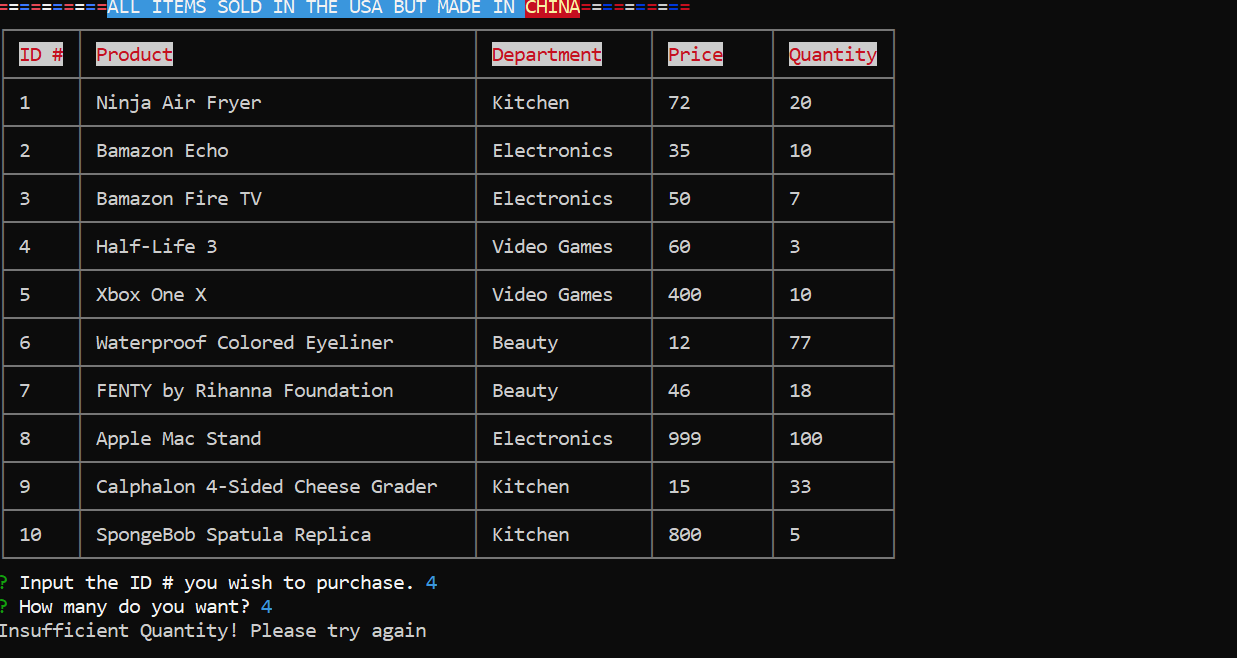 ==========ALL ITEMS SOLD IN THE USA BUT MADE IN CHINA==========
ID # Product Department Price Quantity
1 Ninja Air Fryer Kitchen 72 20
2 Bamazon Echo Electronics 35 10
3 Bamazon Fire TV Electronics 50 7
4 Half-Life 3 Video Games 60 3
5 Xbox One X Video Games 400 10
6 Waterproof Colored Eyeliner Beauty 12 77
7 FENTY by Rihanna Foundation Beauty 46 18
8 Apple Mac Stand Electronics 999 100
9 Calphalon 4-Sided Cheese Grader Kitchen 15 33
10 SpongeBob Spatula Replica Kitchen 800 5
? Input the ID # you wish to purchase. 4
? How many do you want? 4
Insufficient Quantity! Please try again